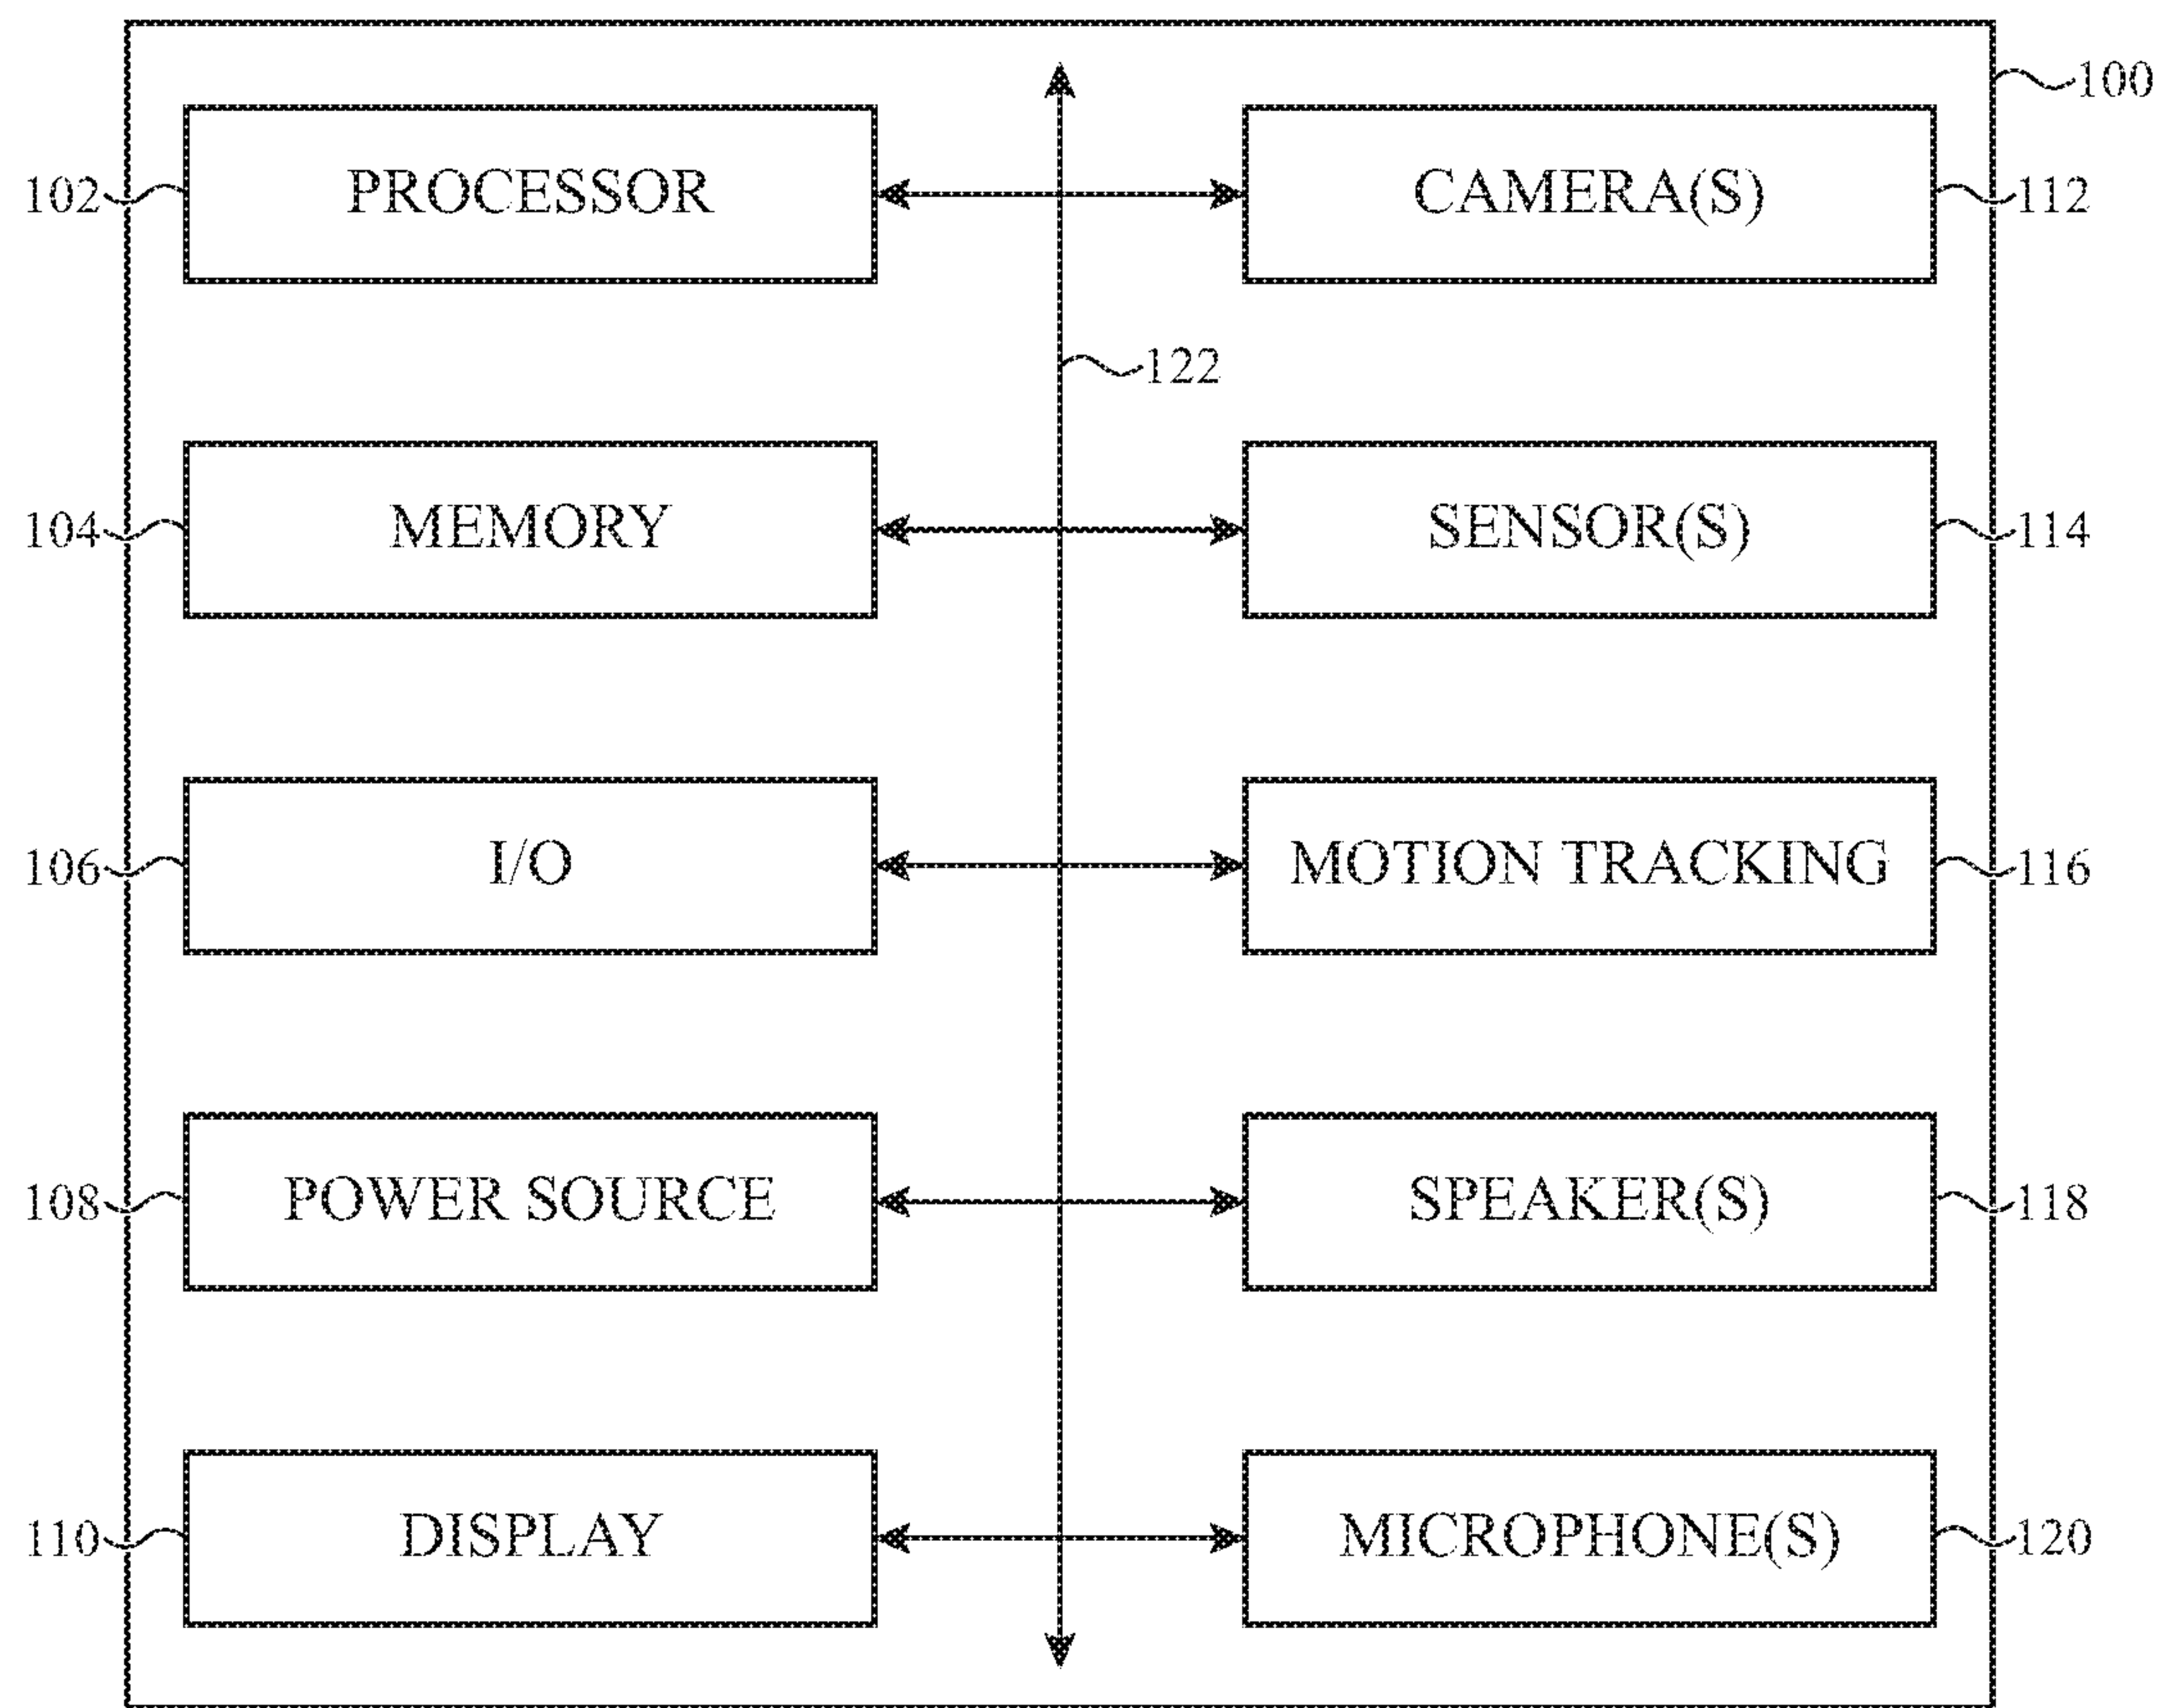 100
102 PROCESSOR CAMERA(S) 112
122
104 MEMORY SENSOR(S) 114
106 I/O MOTION TRACKING 116
108 POWER SOURCE SPEAKER(S) 118
110 DISPLAY MICROPHONE(S) 120